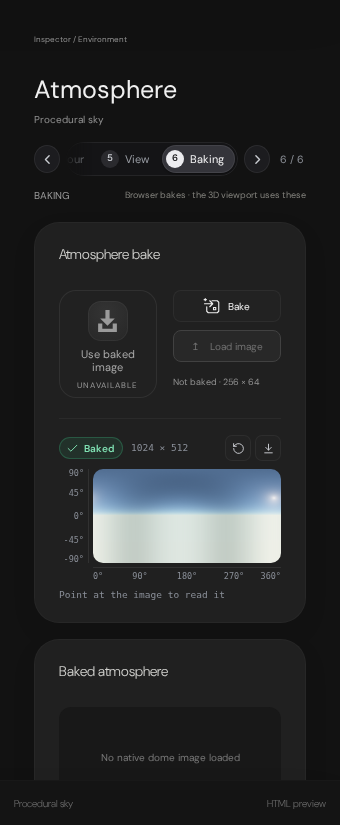 Inspector / Environment
Atmosphere
Procedural sky
our
5 View
6 Baking
6 / 6
BAKING
Browser bakes · the 3D viewport uses these
Atmosphere bake
Use baked
image
UNAVAILABLE
Bake
Load image
Not baked · 256 × 64
Baked
1024 × 512
90°
45°
0°
-45°
-90°
0° 90° 180° 270° 360°
Point at the image to read it
Baked atmosphere
No native dome image loaded
Procedural sky
HTML preview